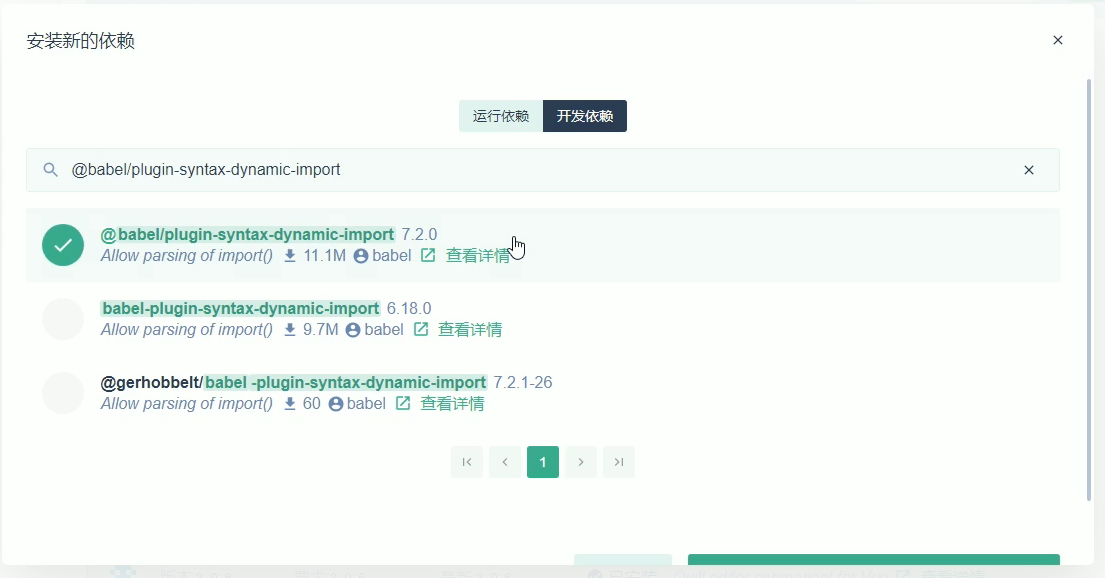 安装新的依赖
运行依赖 开发依赖
@babel/plugin-syntax-dynamic-import
@babel/plugin-syntax-dynamic-import 7.2.0
Allow parsing of import() 11.1M babel 查看详情
babel-plugin-syntax-dynamic-import 6.18.0
Allow parsing of import() 9.7M babel 查看详情
@gerhobbelt/babel -plugin-syntax-dynamic-import 7.2.1-26
Allow parsing of import() 60 babel 查看详情
1